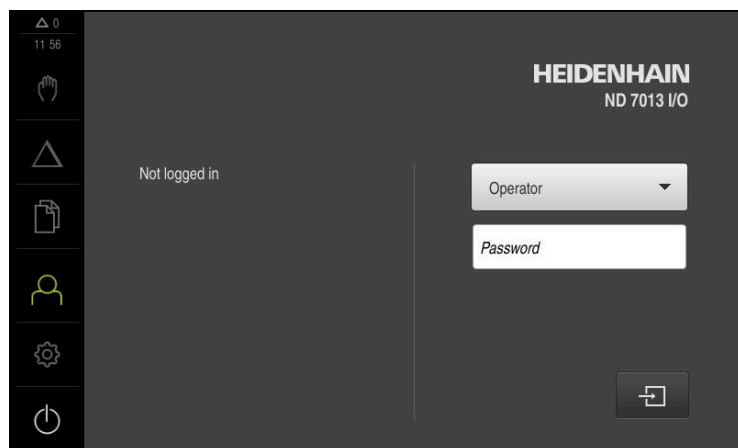 △ 0
11 56
HEIDENHAIN
ND 7013 I/O
Not logged in
Operator
Password